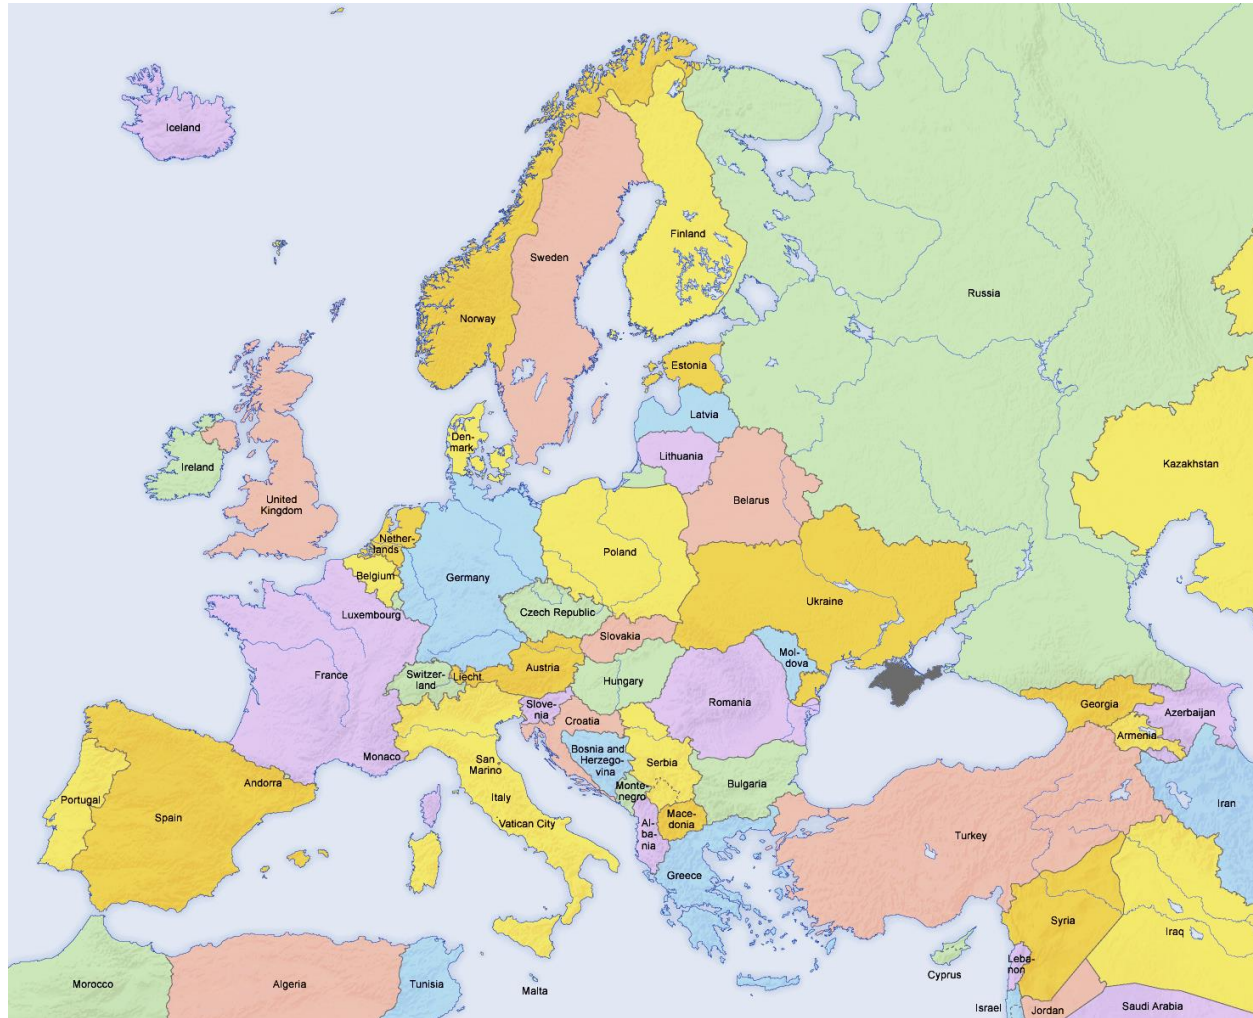 Iceland
Finland
Sweden
Russia
Norway
Estonia
Latvia
Den-
mark
Lithuania
Ireland
Kazakhstan
United
Kingdom
Belarus
Nether-
lands
Poland
Belgium
Germany
Ukraine
Luxembourg
Czech Republic
Slovakia
Mol-
dova
Austria
France
Switzer-
land
Liecht.
Hungary
Romania
Georgia
Slove-
nia
Azerbaijan
Croatia
Armenia
Bosnia and
Herzego-
vina
Monaco
San
Marino
Serbia
Andorra
Bulgaria
Monte-
negro
Iran
Portugal
Italy
Spain
Vatican City
Mace-
donia
Al-
ba-
nia
Turkey
Greece
Syria
Iraq
Leba-
non
Cyprus
Morocco
Algeria
Tunisia
Malta
Israel
Jordan
Saudi Arabia